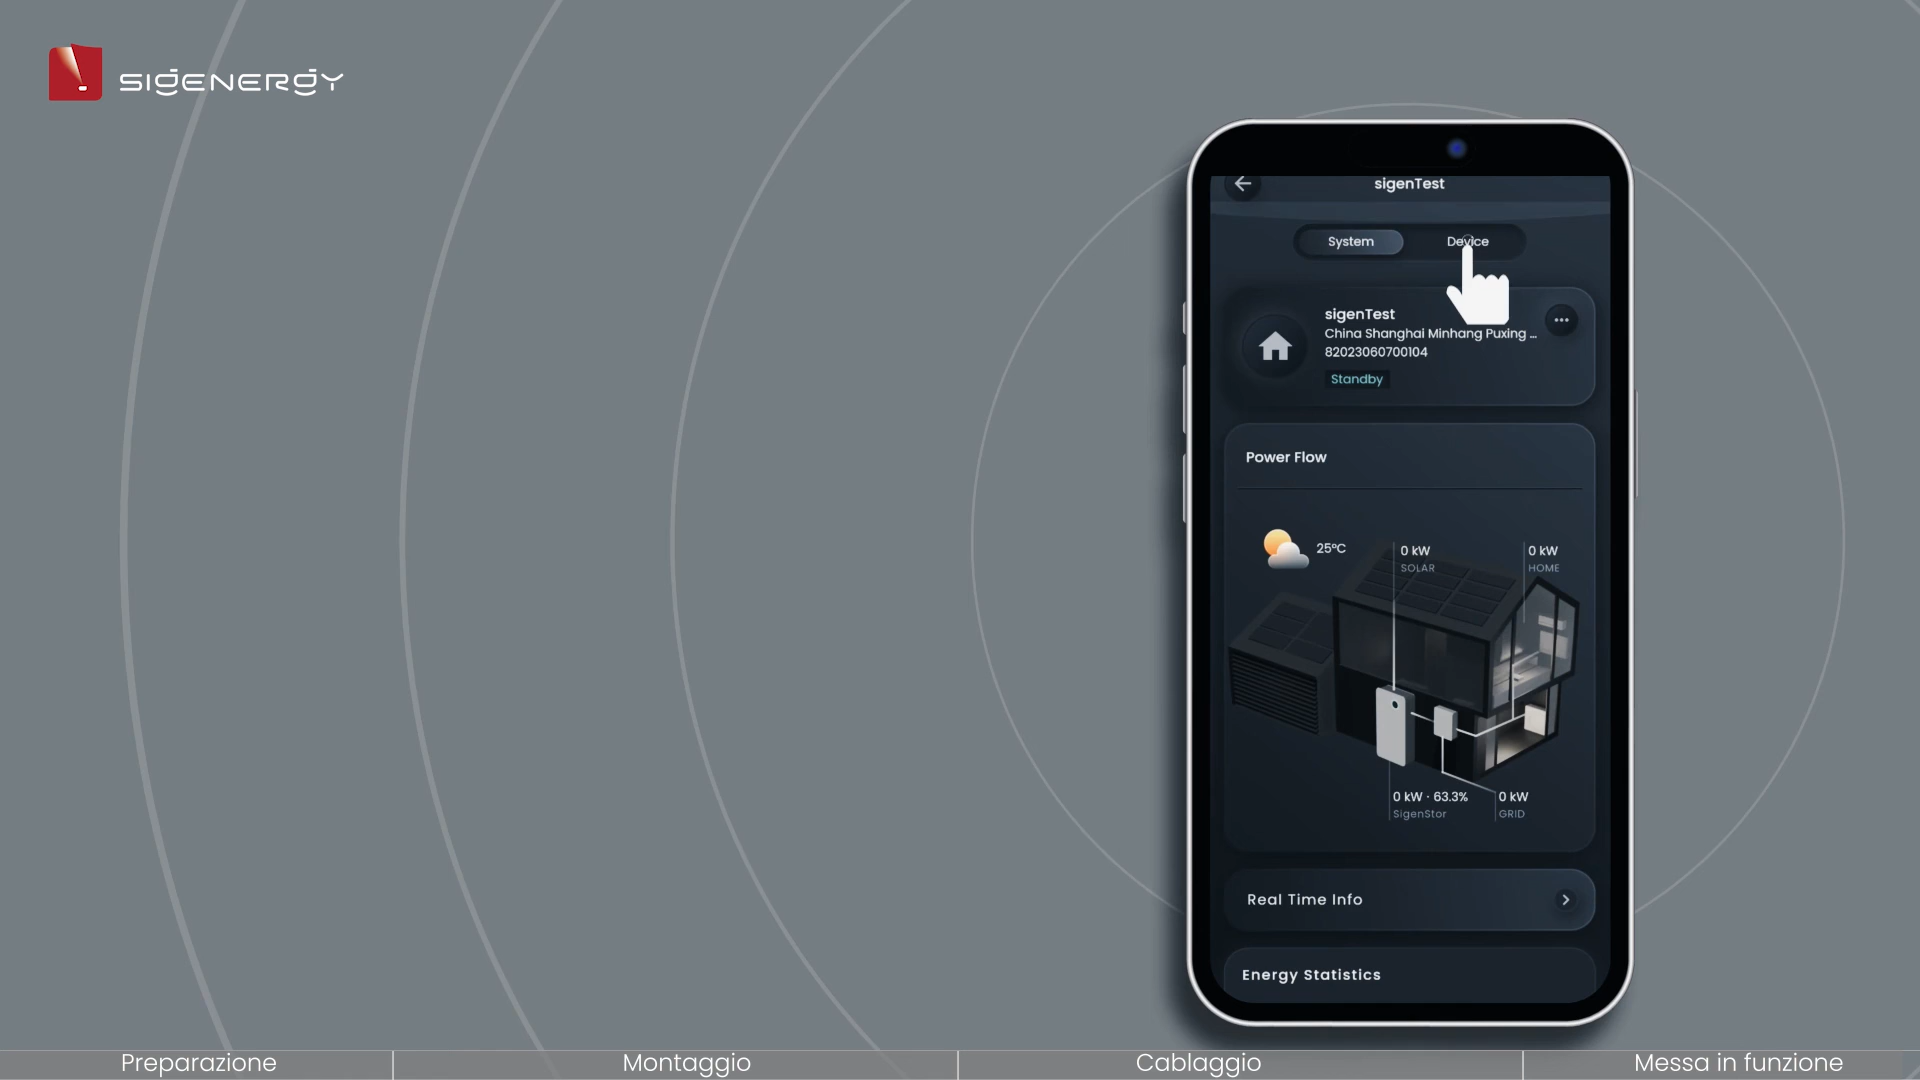 SIGENERGY
sigenTest
System
Device
sigenTest
China Shanghai Minhang Puxing ...
82023060700104
Standby
Power Flow
25°C
0 kW
SOLAR
0 kW
HOME
0 kW · 63.3%
SigenStor
0 kW
GRID
Real Time Info
Energy Statistics
Preparazione
Montaggio
Cablaggio
Messa in funzione